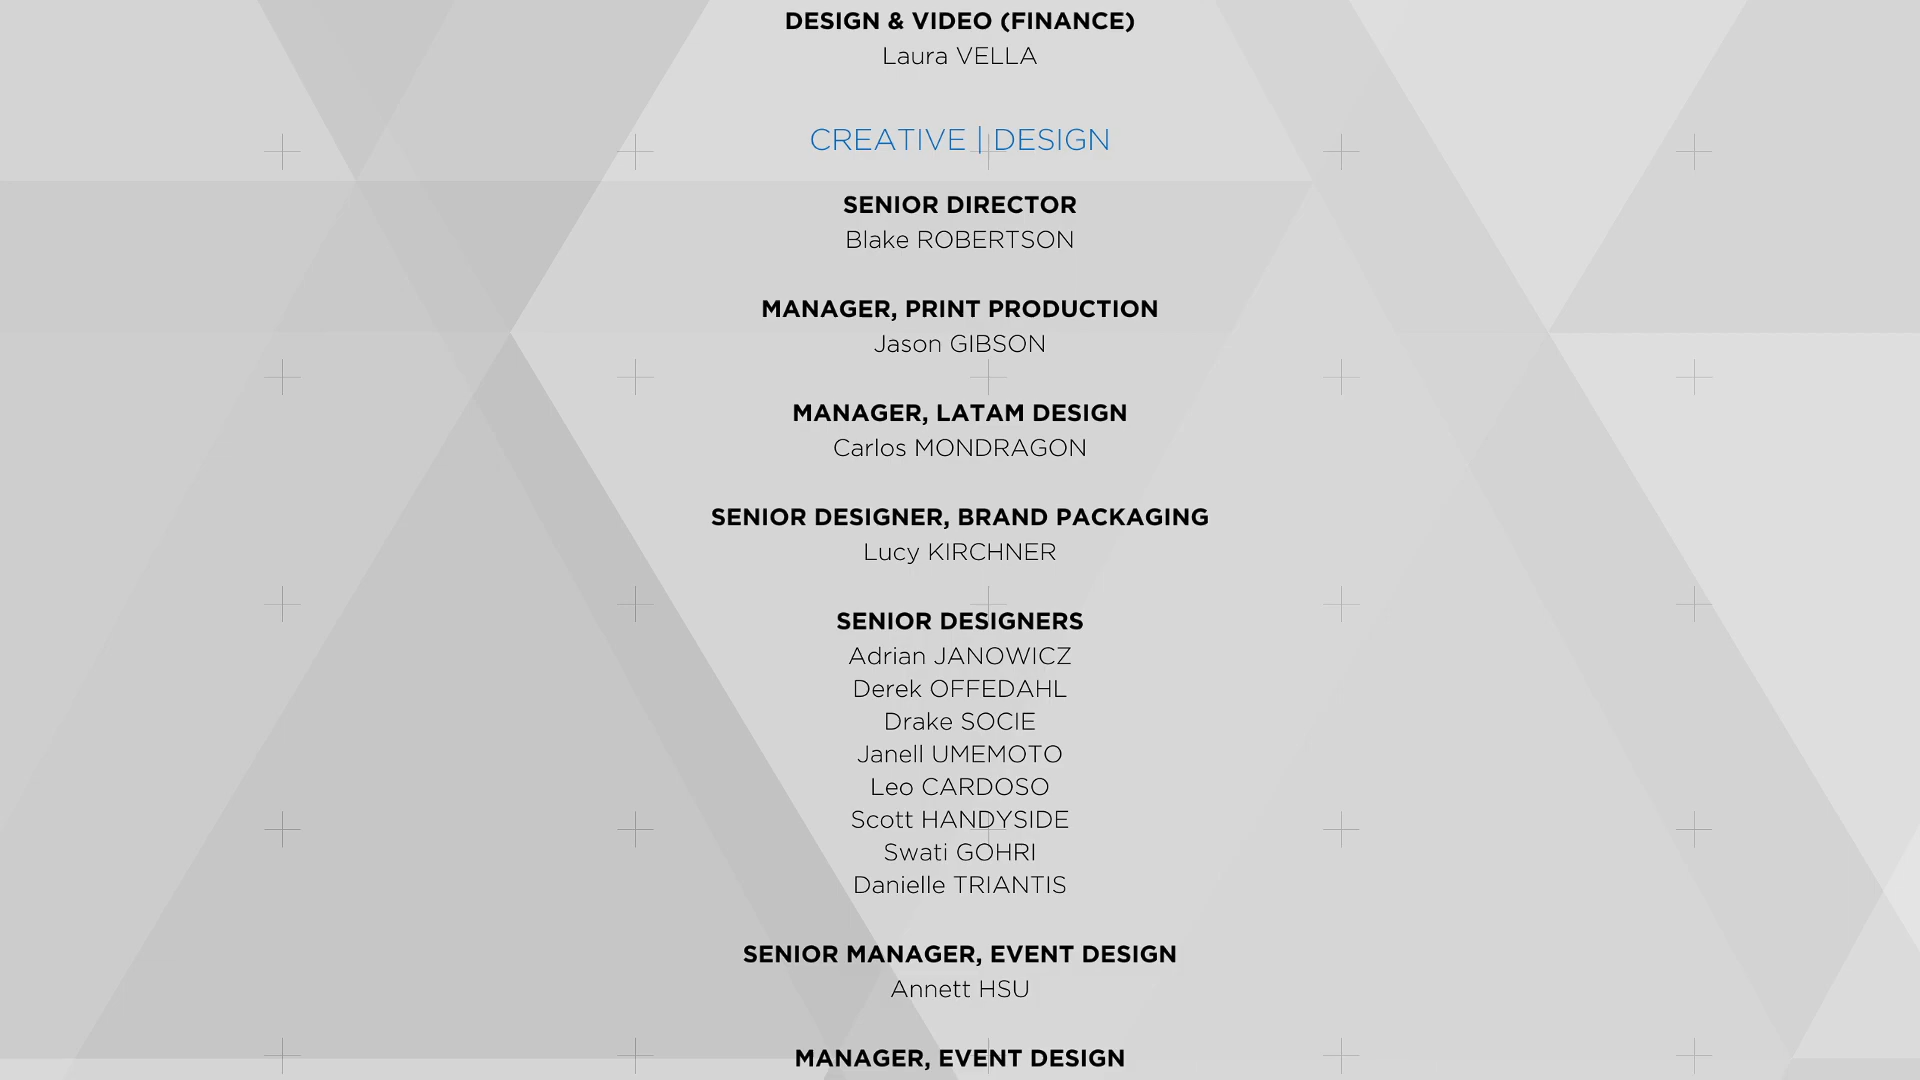 DESIGN & VIDEO (FINANCE)
Laura VELLA
CREATIVE | DESIGN
SENIOR DIRECTOR
Blake ROBERTSON
MANAGER, PRINT PRODUCTION
Jason GIBSON
MANAGER, LATAM DESIGN
Carlos MONDRAGON
SENIOR DESIGNER, BRAND PACKAGING
Lucy KIRCHNER
SENIOR DESIGNERS
Adrian JANOWICZ
Derek OFFEDAHL
Drake SOCIE
Janell UMEMOTO
Leo CARDOSO
Scott HANDYSIDE
Swati GOHRI
Danielle TRIANTIS
SENIOR MANAGER, EVENT DESIGN
Annett HSU
MANAGER, EVENT DESIGN